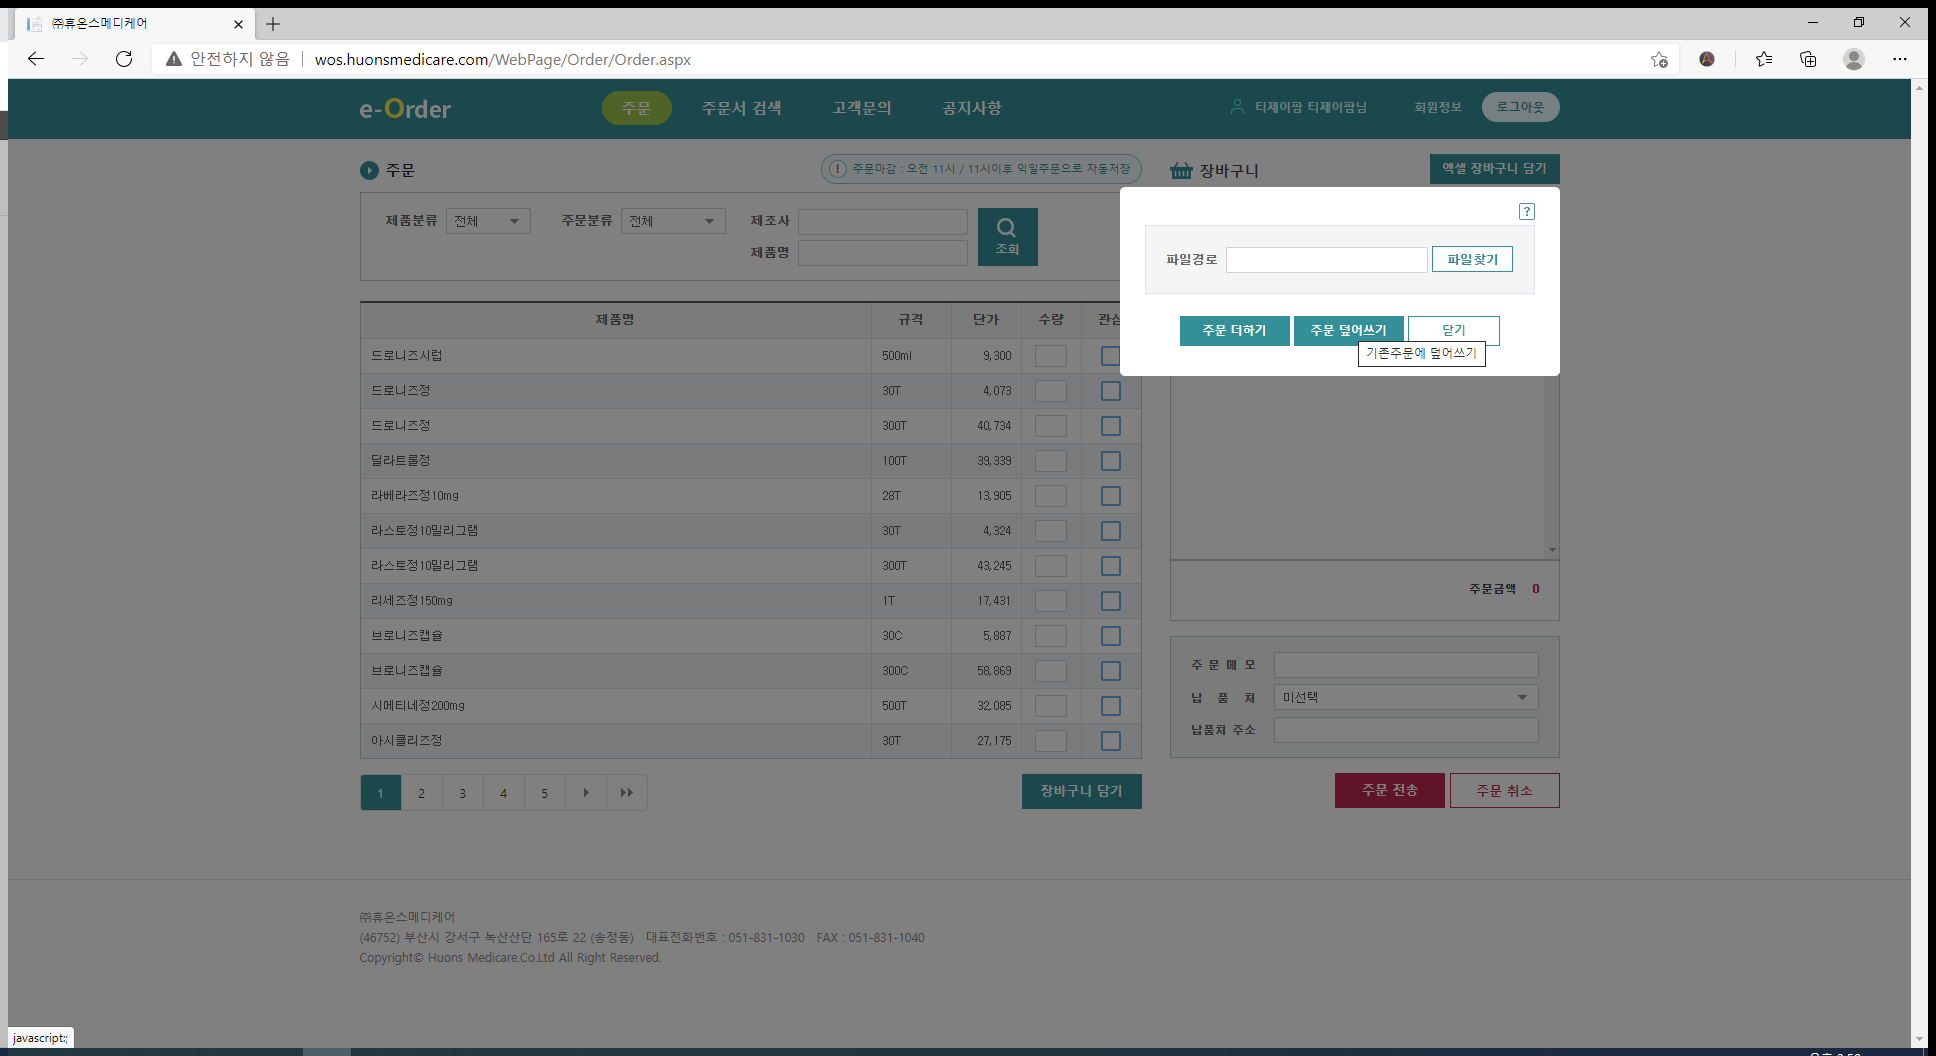 ㈜휴온스메디케어
안전하지 않음 wos.huonsmedicare.com/WebPage/Order/Order.aspx
e-Order 주문 주문서 검색 고객문의 공지사항 티제이팜 티제이팜님 회원정보 로그아웃
주문
! 주문마감 : 오전 11시 / 11시이후 익일주문으로 자동저장
장바구니 엑셀 장바구니 담기
제품분류 전체 주문분류 전체 제조사
제품명
조회
?
파일경로 파일찾기
주문 더하기 주문 덮어쓰기 닫기
기존주문에 덮어쓰기
제품명 규격 단가 수량 관심
드로니즈시럽 500ml 9,300
드로니즈정 30T 4,073
드로니즈정 300T 40,734
딜라트롤정 100T 39,339
라베라즈정10mg 28T 13,905
라스토정10밀리그램 30T 4,324
라스토정10밀리그램 300T 43,245
리세즈정150mg 1T 17,431
브로니즈캡슐 30C 5,887
브로니즈캡슐 300C 58,869
시메티네정200mg 500T 32,085
아시클리즈정 30T 27,175
1 2 3 4 5
장바구니 담기
주문금액 0
주 문 메 모
납 품 처 미선택
납품처 주소
주문 전송 주문 취소
㈜휴온스메디케어
(46752) 부산시 강서구 녹산산단 165로 22 (송정동) 대표전화번호 : 051-831-1030 FAX : 051-831-1040
Copyright© Huons Medicare.Co.Ltd All Right Reserved.
javascript:;